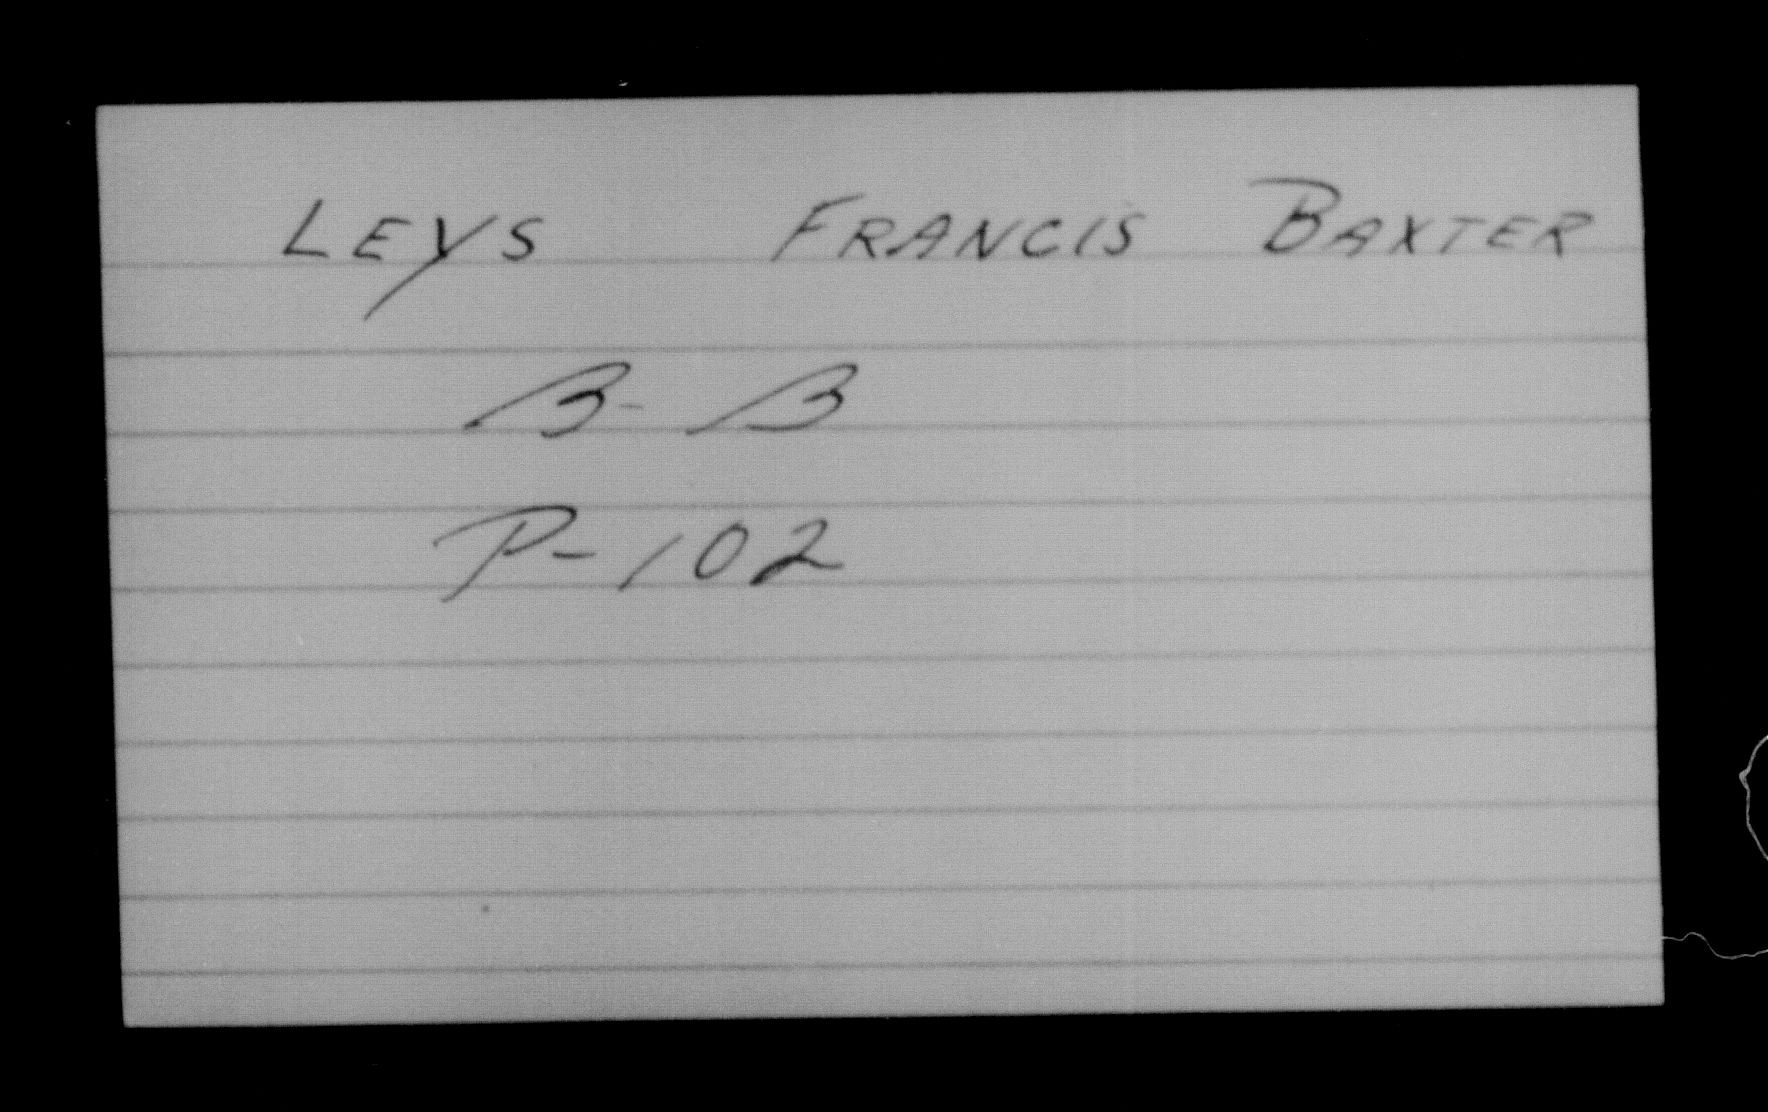 LEYS FRANCIS BAXTER
B- B
P-102